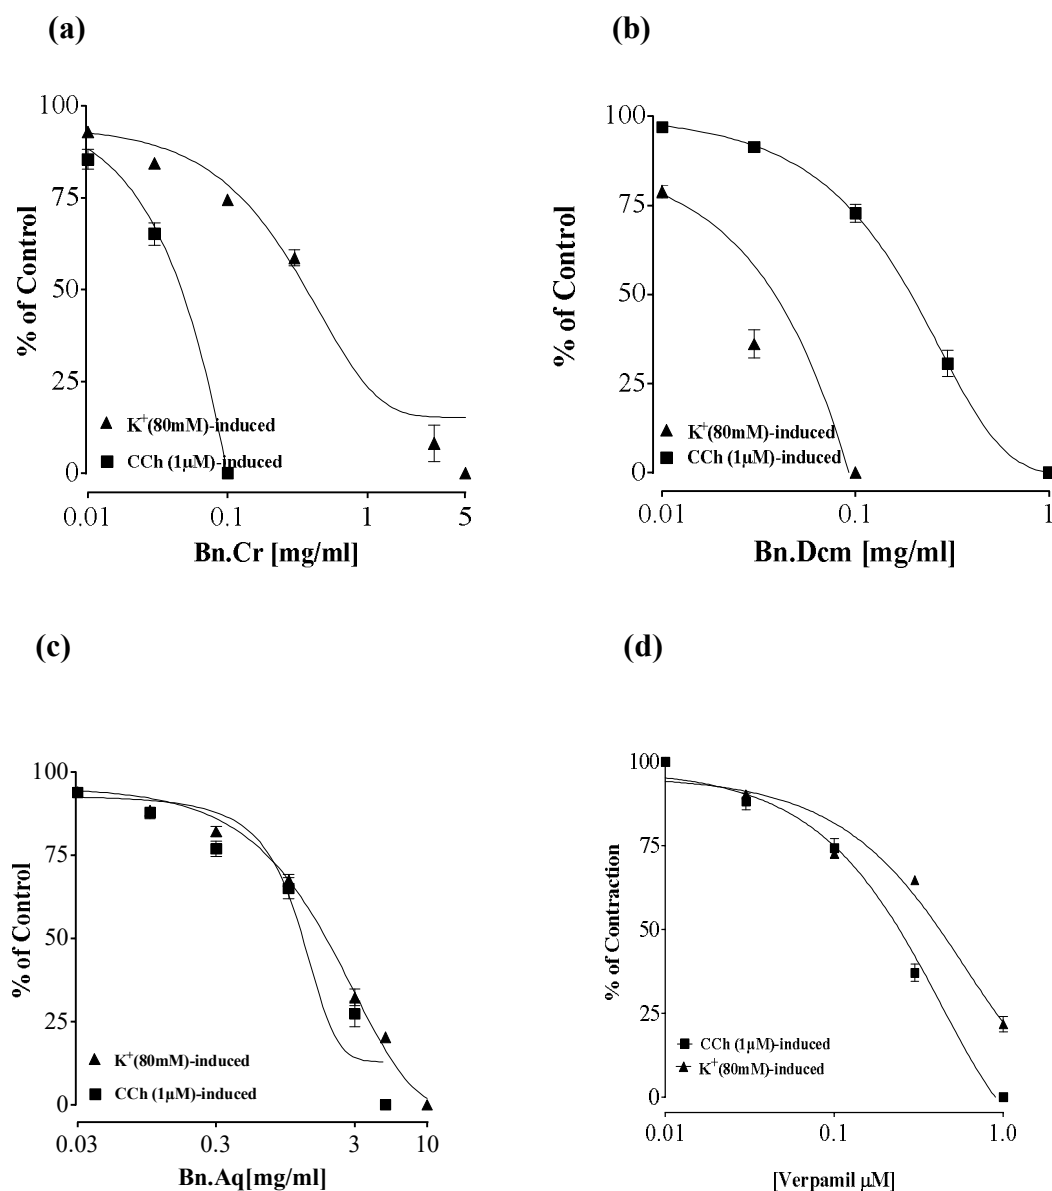 (a)
100
75
50
25
0
% of Control
K+(80mM)-induced
CCh (1µM)-induced
0.01 0.1 1 5
Bn.Cr [mg/ml]
(b)
100
75
50
25
0
% of Control
K+(80mM)-induced
CCh (1µM)-induced
0.01 0.1 1
Bn.Dcm [mg/ml]
(c)
100
75
50
25
0
% of Control
K+(80mM)-induced
CCh (1µM)-induced
0.03 0.3 3 10
Bn.Aq[mg/ml]
(d)
100
75
50
25
0
% of Contraction
CCh (1µM)-induced
K+(80mM)-induced
0.01 0.1 1.0
[Verpamil µM]